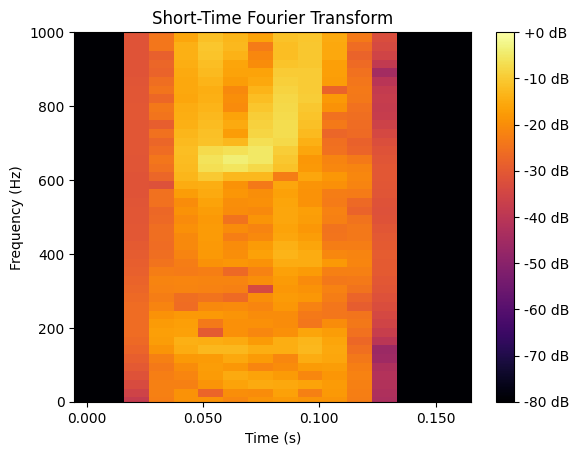 Short-Time Fourier Transform
1000
800
600
400
200
0
Frequency (Hz)
0.000
0.050
0.100
0.150
Time (s)
+0 dB
-10 dB
-20 dB
-30 dB
-40 dB
-50 dB
-60 dB
-70 dB
-80 dB